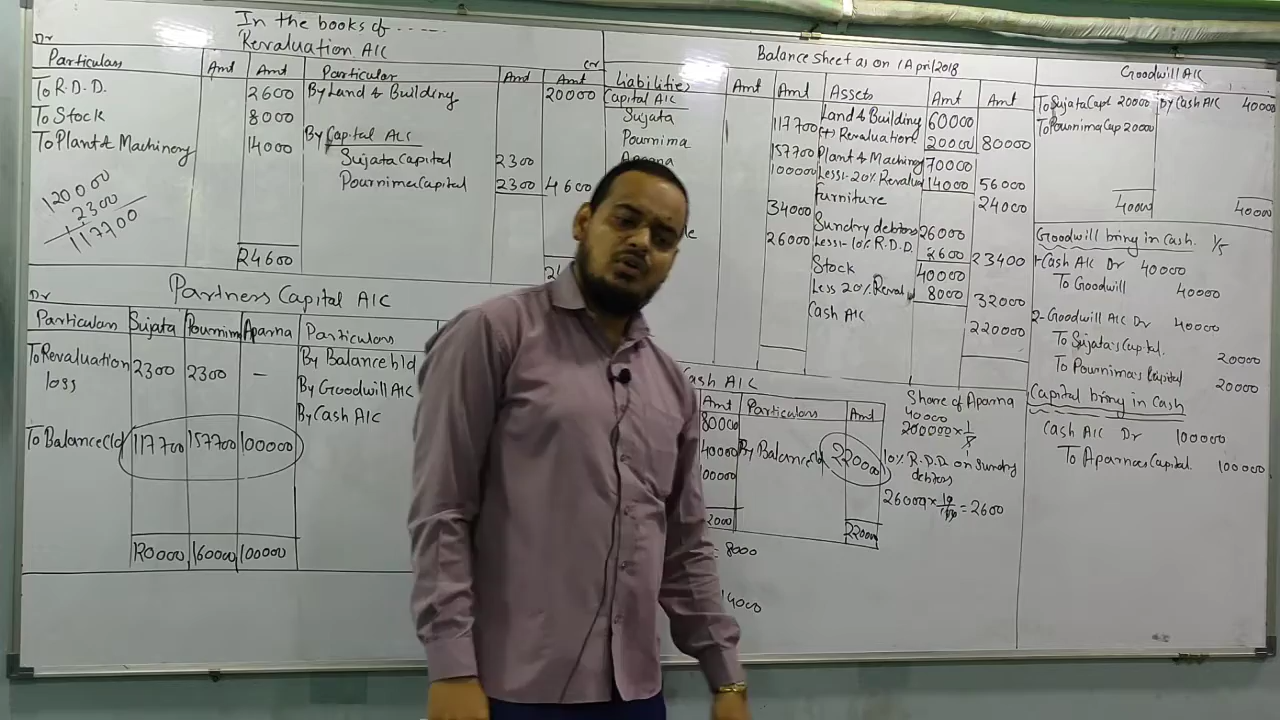 In the books of .....
Revaluation A/C
Dr
Cr
Particulars Amt Amt Particular Amt Amt
To R.D.D. 2600 By Land & Building 20000
To Stock 8000 By Capital A/C
To Plant & Machinery 14000 Sujata Capital 2300
Pournima Capital 2300 4600
24600
120000
2300
117700
Partners Capital A/C
Dr
Particulars Sujata Pournima Aparna Particulars
To Revaluation loss 2300 2300 — By Balance b/d
By Goodwill A/C
By Cash A/C
To Balance C/d 117700 157700 100000
120000 160000 100000
Balance Sheet as on 1 April 2018
Liabilities Amt Amt Assets Amt Amt
Capital A/C
Sujata 117700 Land & Building 60000
Pournima 157700 (+) Revaluation 20000 80000
Aparna 100000 Plant & Machiney 70000
Less:- 20% Revalua 14000 56000
34000 Furniture 24000
26000 Sundry debtors 26000
Less:- 10% R.D.D 2600 23400
Stock 40000
Less 20% Reval 8000 32000
Cash A/C 220000
Cash A/C
Amt Particulars Amt
80000
40000 By Balance C/d 220000
100000
22000
= 8000
14000
Share of Aparna
40000
200000 × 1/5
10% R.D.D on Sundry
debtors
26000 × 10/100 = 2600
Goodwill A/C
To Sujata Capt 20000 By Cash A/C 40000
To Pournima Cap 20000
40000 40000
Goodwill bring in Cash. 1/5
1- Cash A/C Dr 40000
To Goodwill 40000
2- Goodwill A/C Dr 40000
To Sujata's Capital. 20000
To Pournima's Capital 20000
Capital bring in Cash
Cash A/C Dr 100000
To Aparnas Capital. 100000